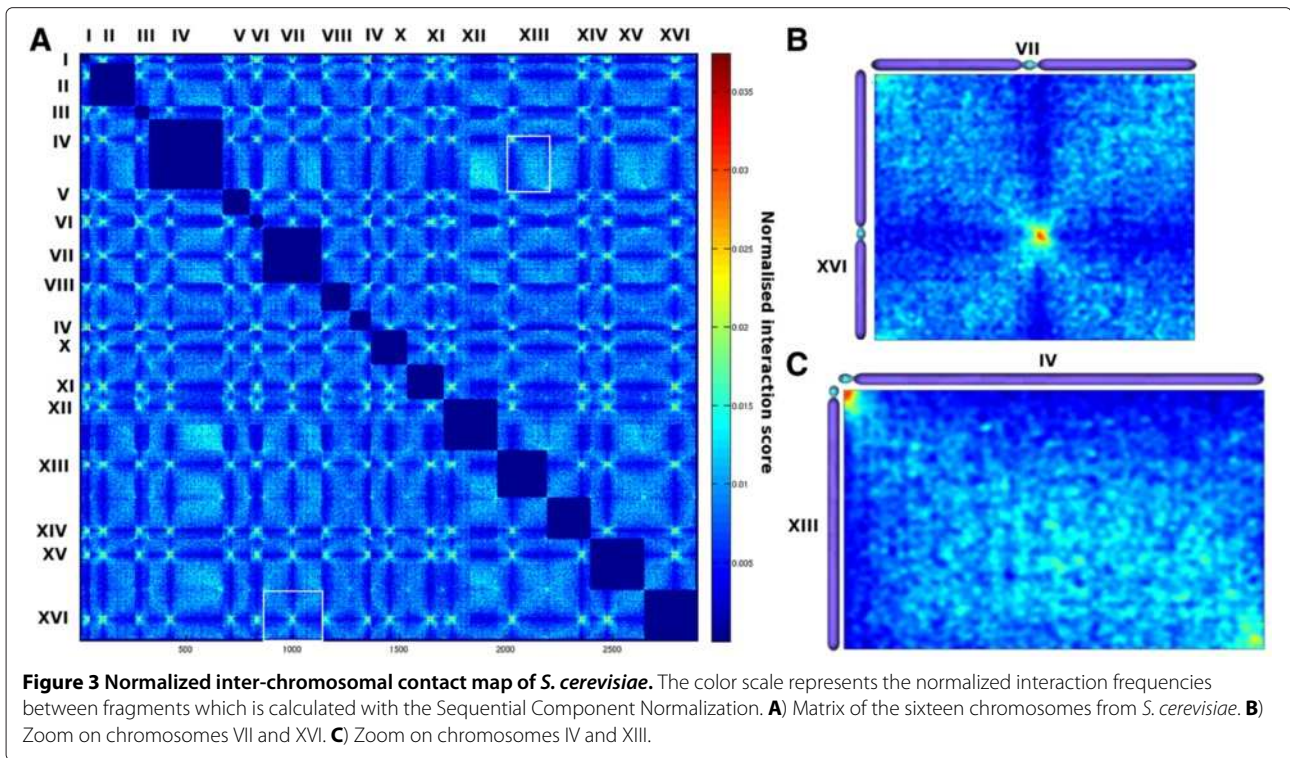 A
I II III IV V VI VII VIII IV X XI XII XIII XIV XV XVI
I
II
III
IV
V
VI
VII
VIII
IV
X
XI
XII
XIII
XIV
XV
XVI
500 1000 1500 2000 2500
0.035
0.03
0.025
0.02
0.015
0.01
0.005
Normalised interaction score
B
VII
XVI
C
IV
XIII
Figure 3 Normalized inter-chromosomal contact map of S. cerevisiae. The color scale represents the normalized interaction frequencies
between fragments which is calculated with the Sequential Component Normalization. A) Matrix of the sixteen chromosomes from S. cerevisiae. B)
Zoom on chromosomes VII and XVI. C) Zoom on chromosomes IV and XIII.